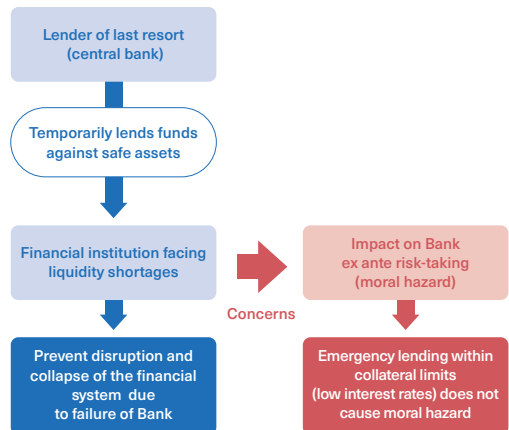 Lender of last resort
(central bank)
Temporarily lends funds
against safe assets
Financial institution facing
liquidity shortages
Concerns
Impact on Bank
ex ante risk-taking
(moral hazard)
Prevent disruption and
collapse of the financial
system due
to failure of Bank
Emergency lending within
collateral limits
(low interest rates) does not
cause moral hazard